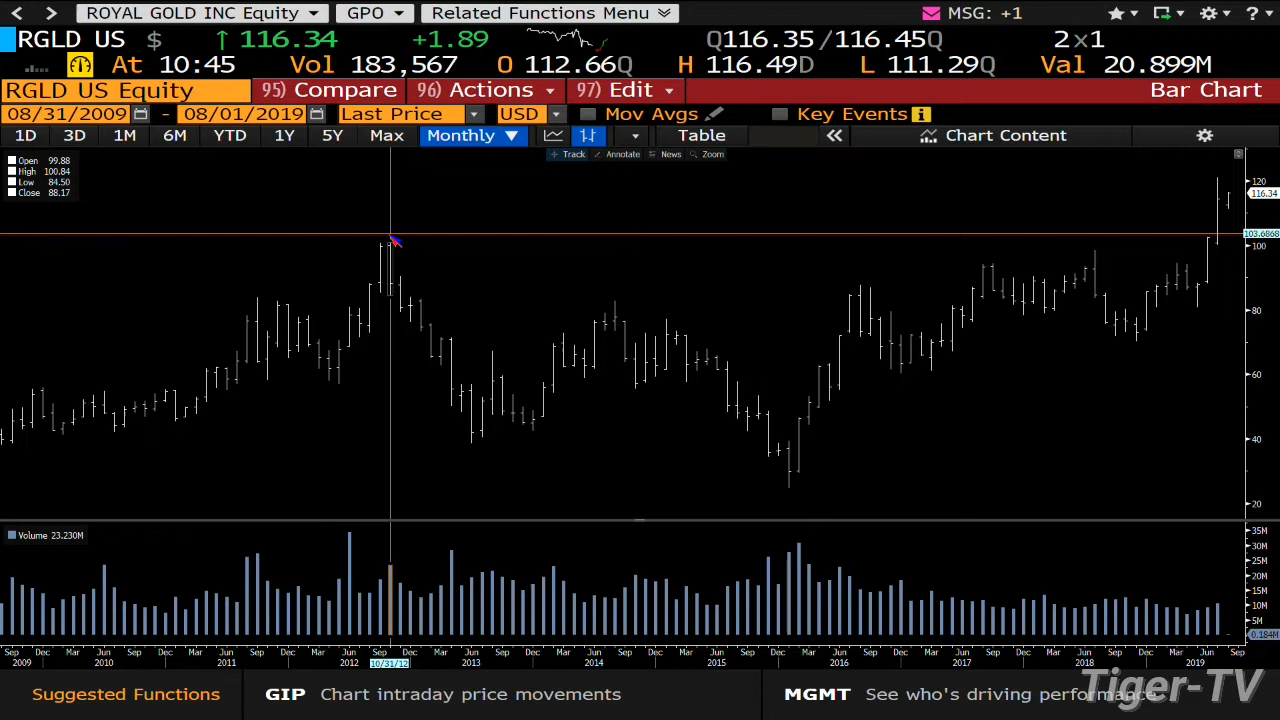 ROYAL GOLD INC Equity GPO Related Functions Menu MSG: +1 ?
RGLD US $ ↑ 116.34 +1.89 Q116.35/116.45Q 2×1
At 10:45 Vol 183,567 O 112.66Q H 116.49D L 111.29Q Val 20.899M
RGLD US Equity 95) Compare 96) Actions 97) Edit Bar Chart
08/31/2009 - 08/01/2019 Last Price USD Mov Avgs Key Events i
1D 3D 1M 6M YTD 1Y 5Y Max Monthly ▼ Table « Chart Content
Track Annotate News Zoom
Open 99.88
High 100.84
Low 84.50
Close 88.17
120
116.34
103.6868
100
80
60
40
20
Volume 23.230M
35M
30M
25M
20M
15M
10M
5M
0.184M
Sep Dec Mar Jun Sep Dec Mar Jun Sep Dec Mar Jun Sep Dec Mar Jun Sep Dec Mar Jun Sep Dec Mar Jun Sep Dec Mar Jun Sep Dec Mar Jun Sep Dec Mar Jun Sep Dec Mar Jun Sep
2009 2010 2011 2012 10/31/12 2013 2014 2015 2016 2017 2018 2019
Suggested Functions GIP Chart intraday price movements MGMT See who's driving performance
Tiger-TV